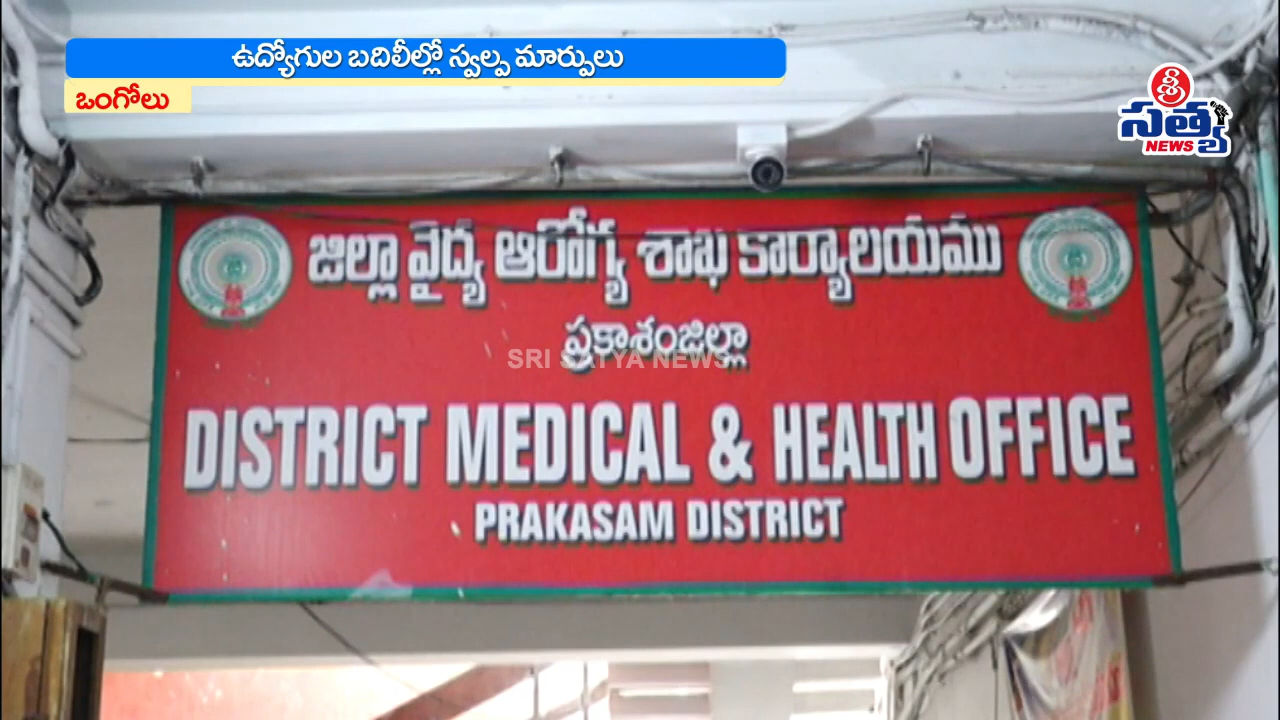 ఉద్యోగుల బదిలీల్లో స్వల్ప మార్పులు
ఒంగోలు
శ్రీ
సత్య
NEWS
జిల్లా వైద్య ఆరోగ్య శాఖ కార్యాలయము
ప్రకాశంజిల్లా
SRI SATYA NEWS
DISTRICT MEDICAL & HEALTH OFFICE
PRAKASAM DISTRICT